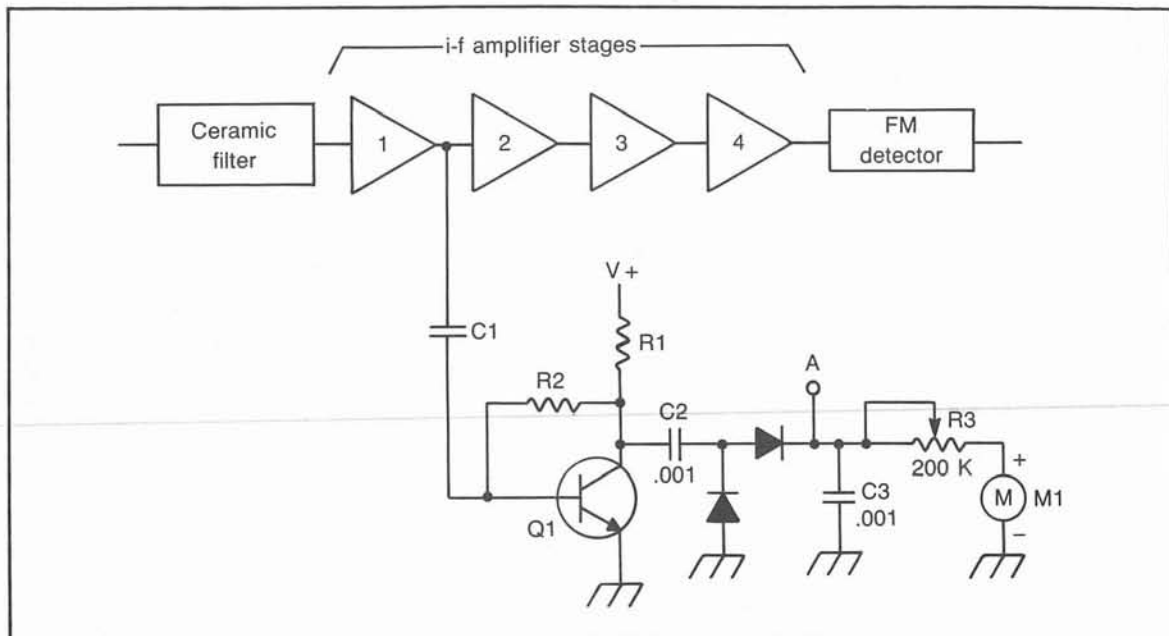 i-f amplifier stages
Ceramic
filter
1
2
3
4
FM
detector
V+
C1
R1
R2
A
C2
R3
.001
200 K
+
C3
M
M1
.001
Q1
−